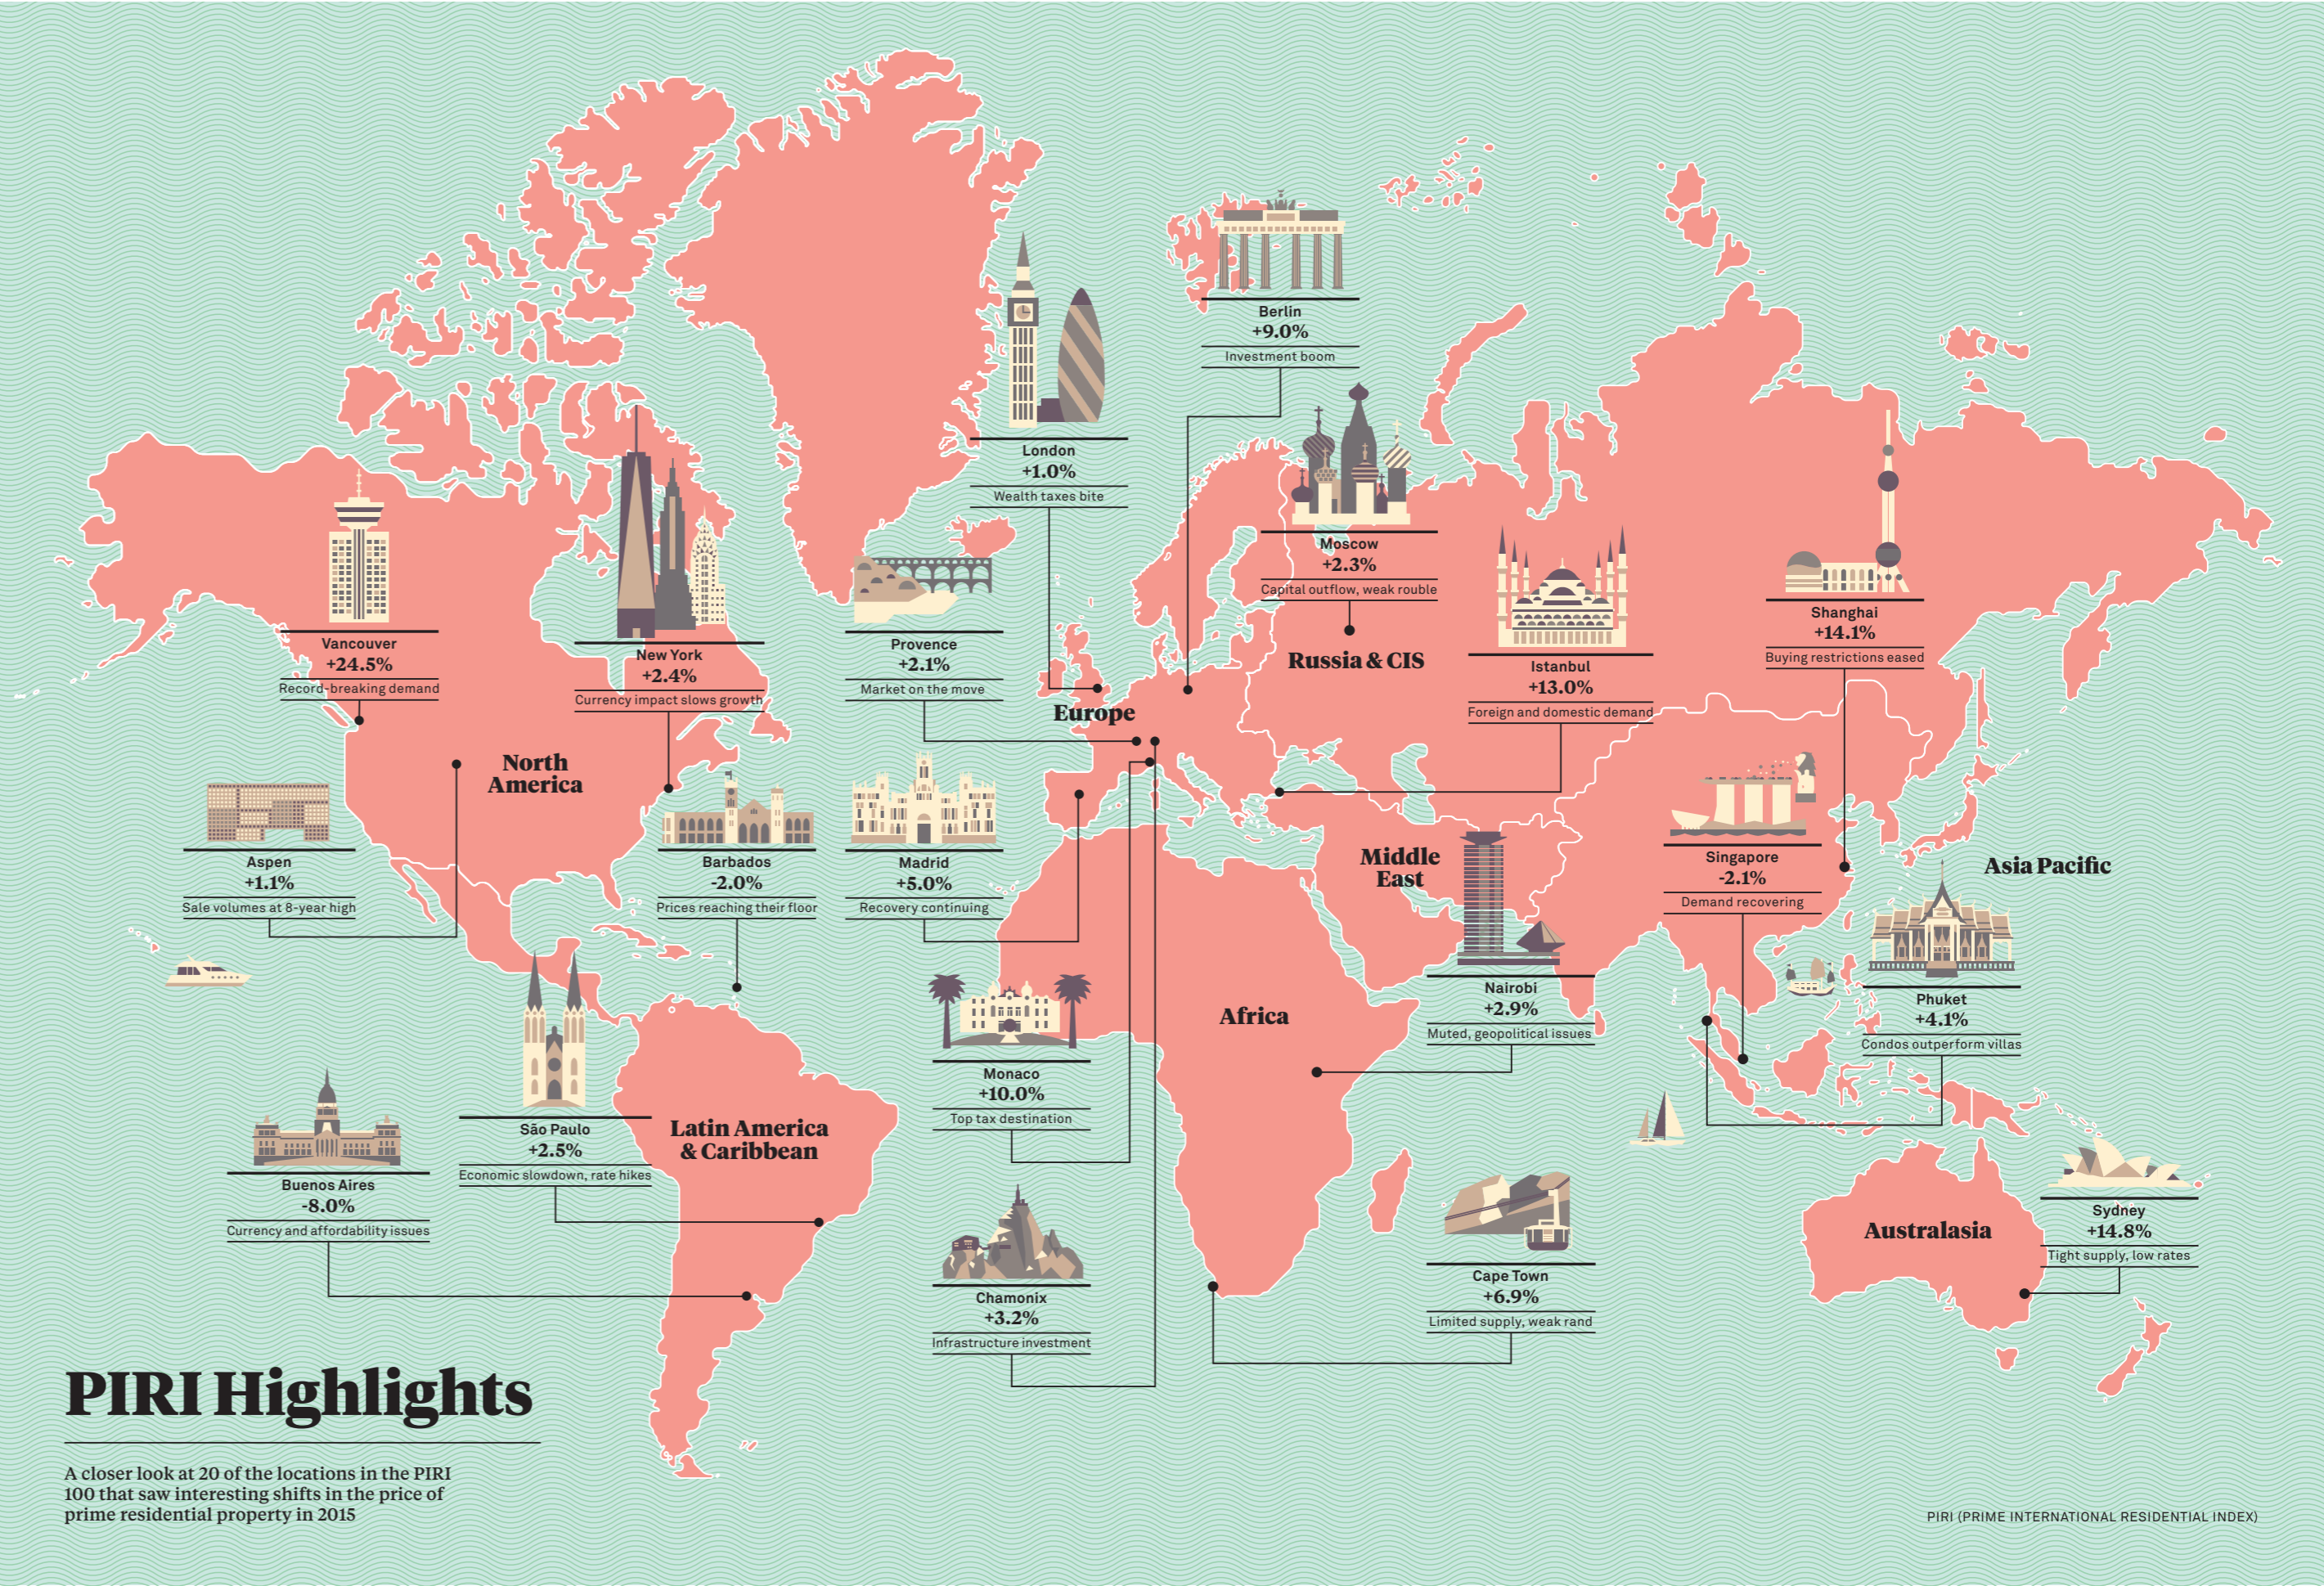 Berlin
+9.0%
Investment boom
London
+1.0%
Wealth taxes bite
Moscow
+2.3%
Capital outflow, weak rouble
Vancouver
+24.5%
Record-breaking demand
New York
+2.4%
Currency impact slows growth
Provence
+2.1%
Market on the move
Russia & CIS
Istanbul
+13.0%
Foreign and domestic demand
Shanghai
+14.1%
Buying restrictions eased
Europe
North
America
Aspen
+1.1%
Sale volumes at 8-year high
Barbados
-2.0%
Prices reaching their floor
Madrid
+5.0%
Recovery continuing
Middle
East
Singapore
-2.1%
Demand recovering
Asia Pacific
Africa
Nairobi
+2.9%
Muted, geopolitical issues
Phuket
+4.1%
Condos outperform villas
Monaco
+10.0%
Top tax destination
São Paulo
+2.5%
Economic slowdown, rate hikes
Latin America
& Caribbean
Buenos Aires
-8.0%
Currency and affordability issues
Chamonix
+3.2%
Infrastructure investment
Cape Town
+6.9%
Limited supply, weak rand
Australasia
Sydney
+14.8%
Tight supply, low rates
PIRI Highlights
A closer look at 20 of the locations in the PIRI
100 that saw interesting shifts in the price of
prime residential property in 2015
PIRI (PRIME INTERNATIONAL RESIDENTIAL INDEX)